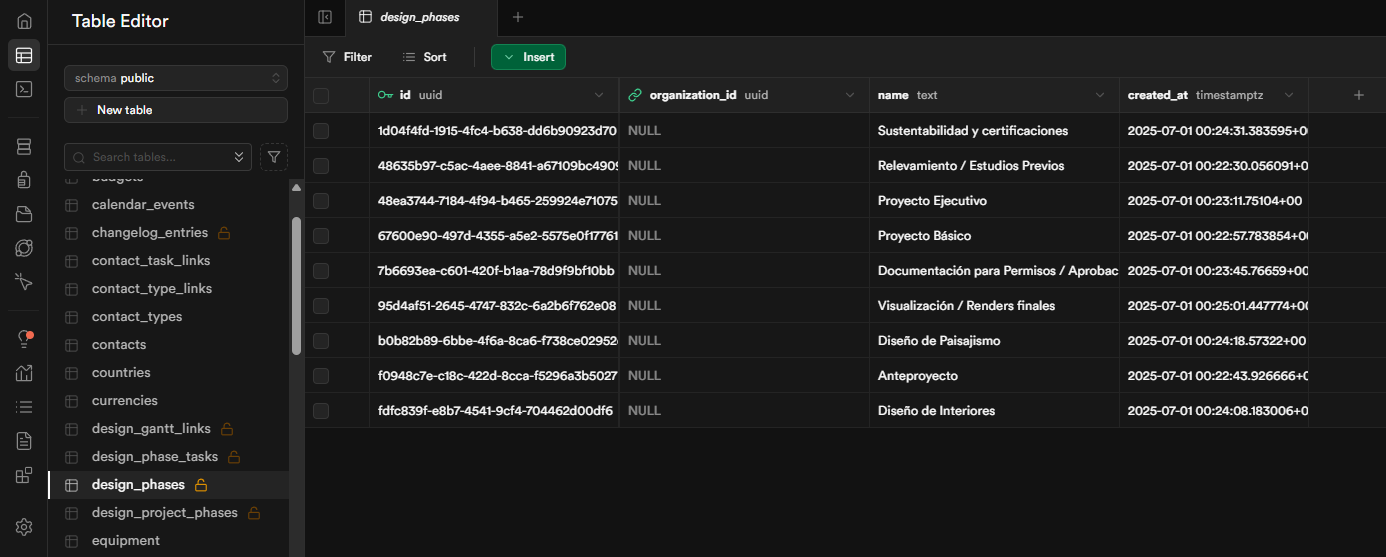 Table Editor
design_phases
Filter
Sort
Insert
schema public
New table
Search tables...
budgets
calendar_events
changelog_entries
contact_task_links
contact_type_links
contact_types
contacts
countries
currencies
design_gantt_links
design_phase_tasks
design_phases
design_project_phases
equipment
id uuid organization_id uuid name text created_at timestamptz
1d04f4fd-1915-4fc4-b638-dd6b90923d70 NULL Sustentabilidad y certificaciones 2025-07-01 00:24:31.383595+0
48635b97-c5ac-4aee-8841-a67109bc4909 NULL Relevamiento / Estudios Previos 2025-07-01 00:22:30.056091+0
48ea3744-7184-4f94-b465-259924e71075 NULL Proyecto Ejecutivo 2025-07-01 00:23:11.75104+00
67600e90-497d-4355-a5e2-5575e0f17761 NULL Proyecto Básico 2025-07-01 00:22:57.783854+0
7b6693ea-c601-420f-b1aa-78d9f9bf10bb NULL Documentación para Permisos / Aprobac 2025-07-01 00:23:45.76659+00
95d4af51-2645-4747-832c-6a2b6f762e08 NULL Visualización / Renders finales 2025-07-01 00:25:01.447774+00
b0b82b89-6bbe-4f6a-8ca6-f738ce02952 NULL Diseño de Paisajismo 2025-07-01 00:24:18.57322+00
f0948c7e-c18c-422d-8cca-f5296a3b5027 NULL Anteproyecto 2025-07-01 00:22:43.926666+0
fdfc839f-e8b7-4541-9cf4-704462d00df6 NULL Diseño de Interiores 2025-07-01 00:24:08.183006+0